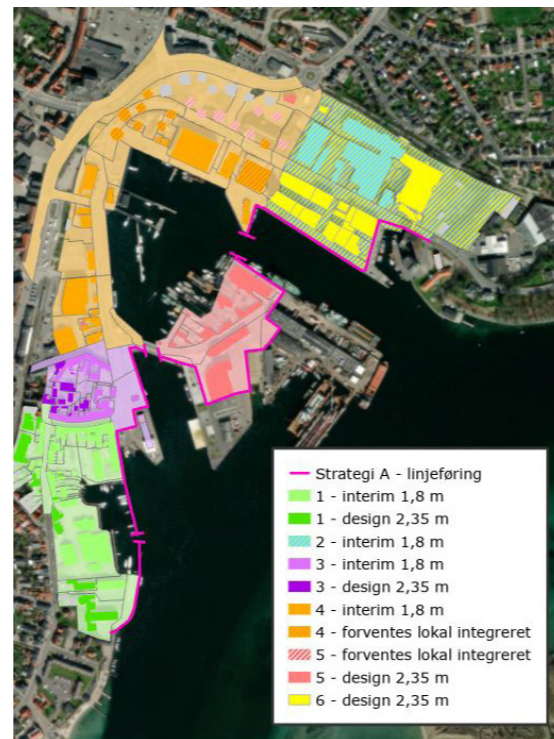 Strategi A - linjeføring
1 - interim 1,8 m
1 - design 2,35 m
2 - interim 1,8 m
3 - interim 1,8 m
3 - design 2,35 m
4 - interim 1,8 m
4 - forventes lokal integreret
5 - forventes lokal integreret
5 - design 2,35 m
6 - design 2,35 m